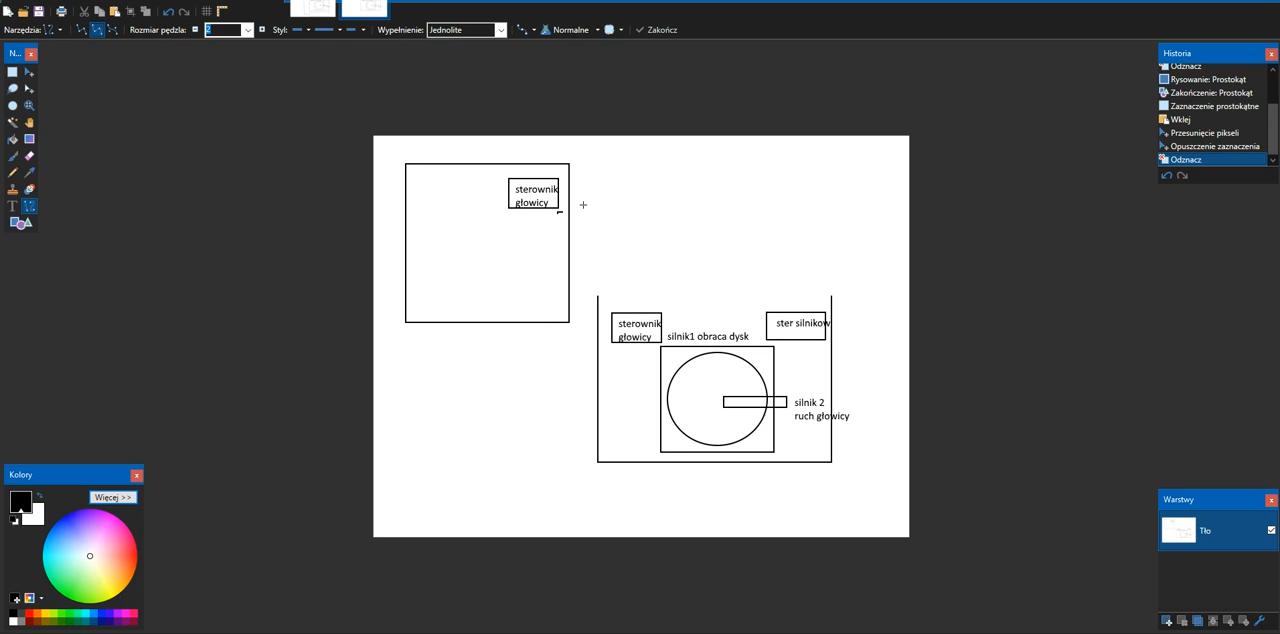 Narzędzia:
Rozmiar pędzla:
2
Styl:
Wypełnienie:
Jednolite
Normalne
Zakończ
N...
Historia
Odznacz
Rysowanie: Prostokąt
Zakończenie: Prostokąt
Zaznaczenie prostokątne
Wklej
Przesunięcie pikseli
Opuszczenie zaznaczenia
Odznacz
sterownik
głowicy
sterownik
głowicy
silnik1 obraca dysk
ster silnikow
silnik 2
ruch głowicy
Kolory
Więcej >>
Warstwy
Tło